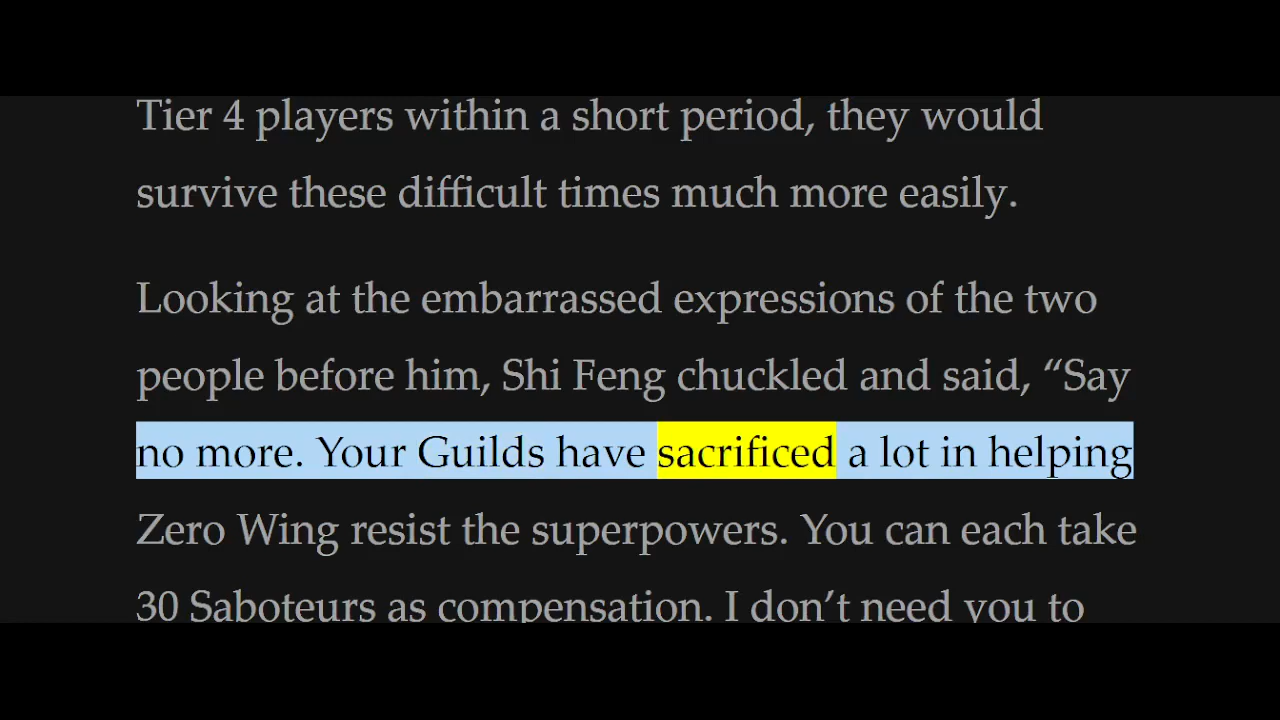 Tier 4 players within a short period, they would
survive these difficult times much more easily.
Looking at the embarrassed expressions of the two
people before him, Shi Feng chuckled and said, “Say
no more. Your Guilds have sacrificed a lot in helping
Zero Wing resist the superpowers. You can each take
30 Saboteurs as compensation. I don’t need you to